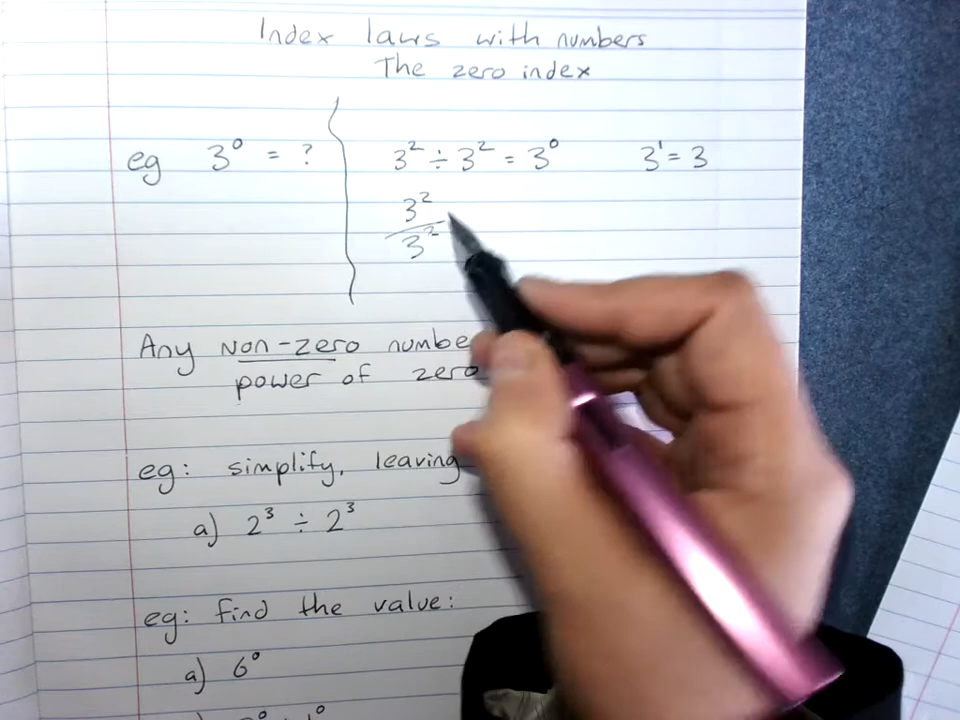 Index laws with numbers
The zero index
eg 3⁰ = ?
3² ÷ 3² = 3⁰ 3¹ = 3
3²
3²
Any non-zero
power of zero
eg: simplify, leaving
a) 2³ ÷ 2³
eg: find the value:
a) 6⁰